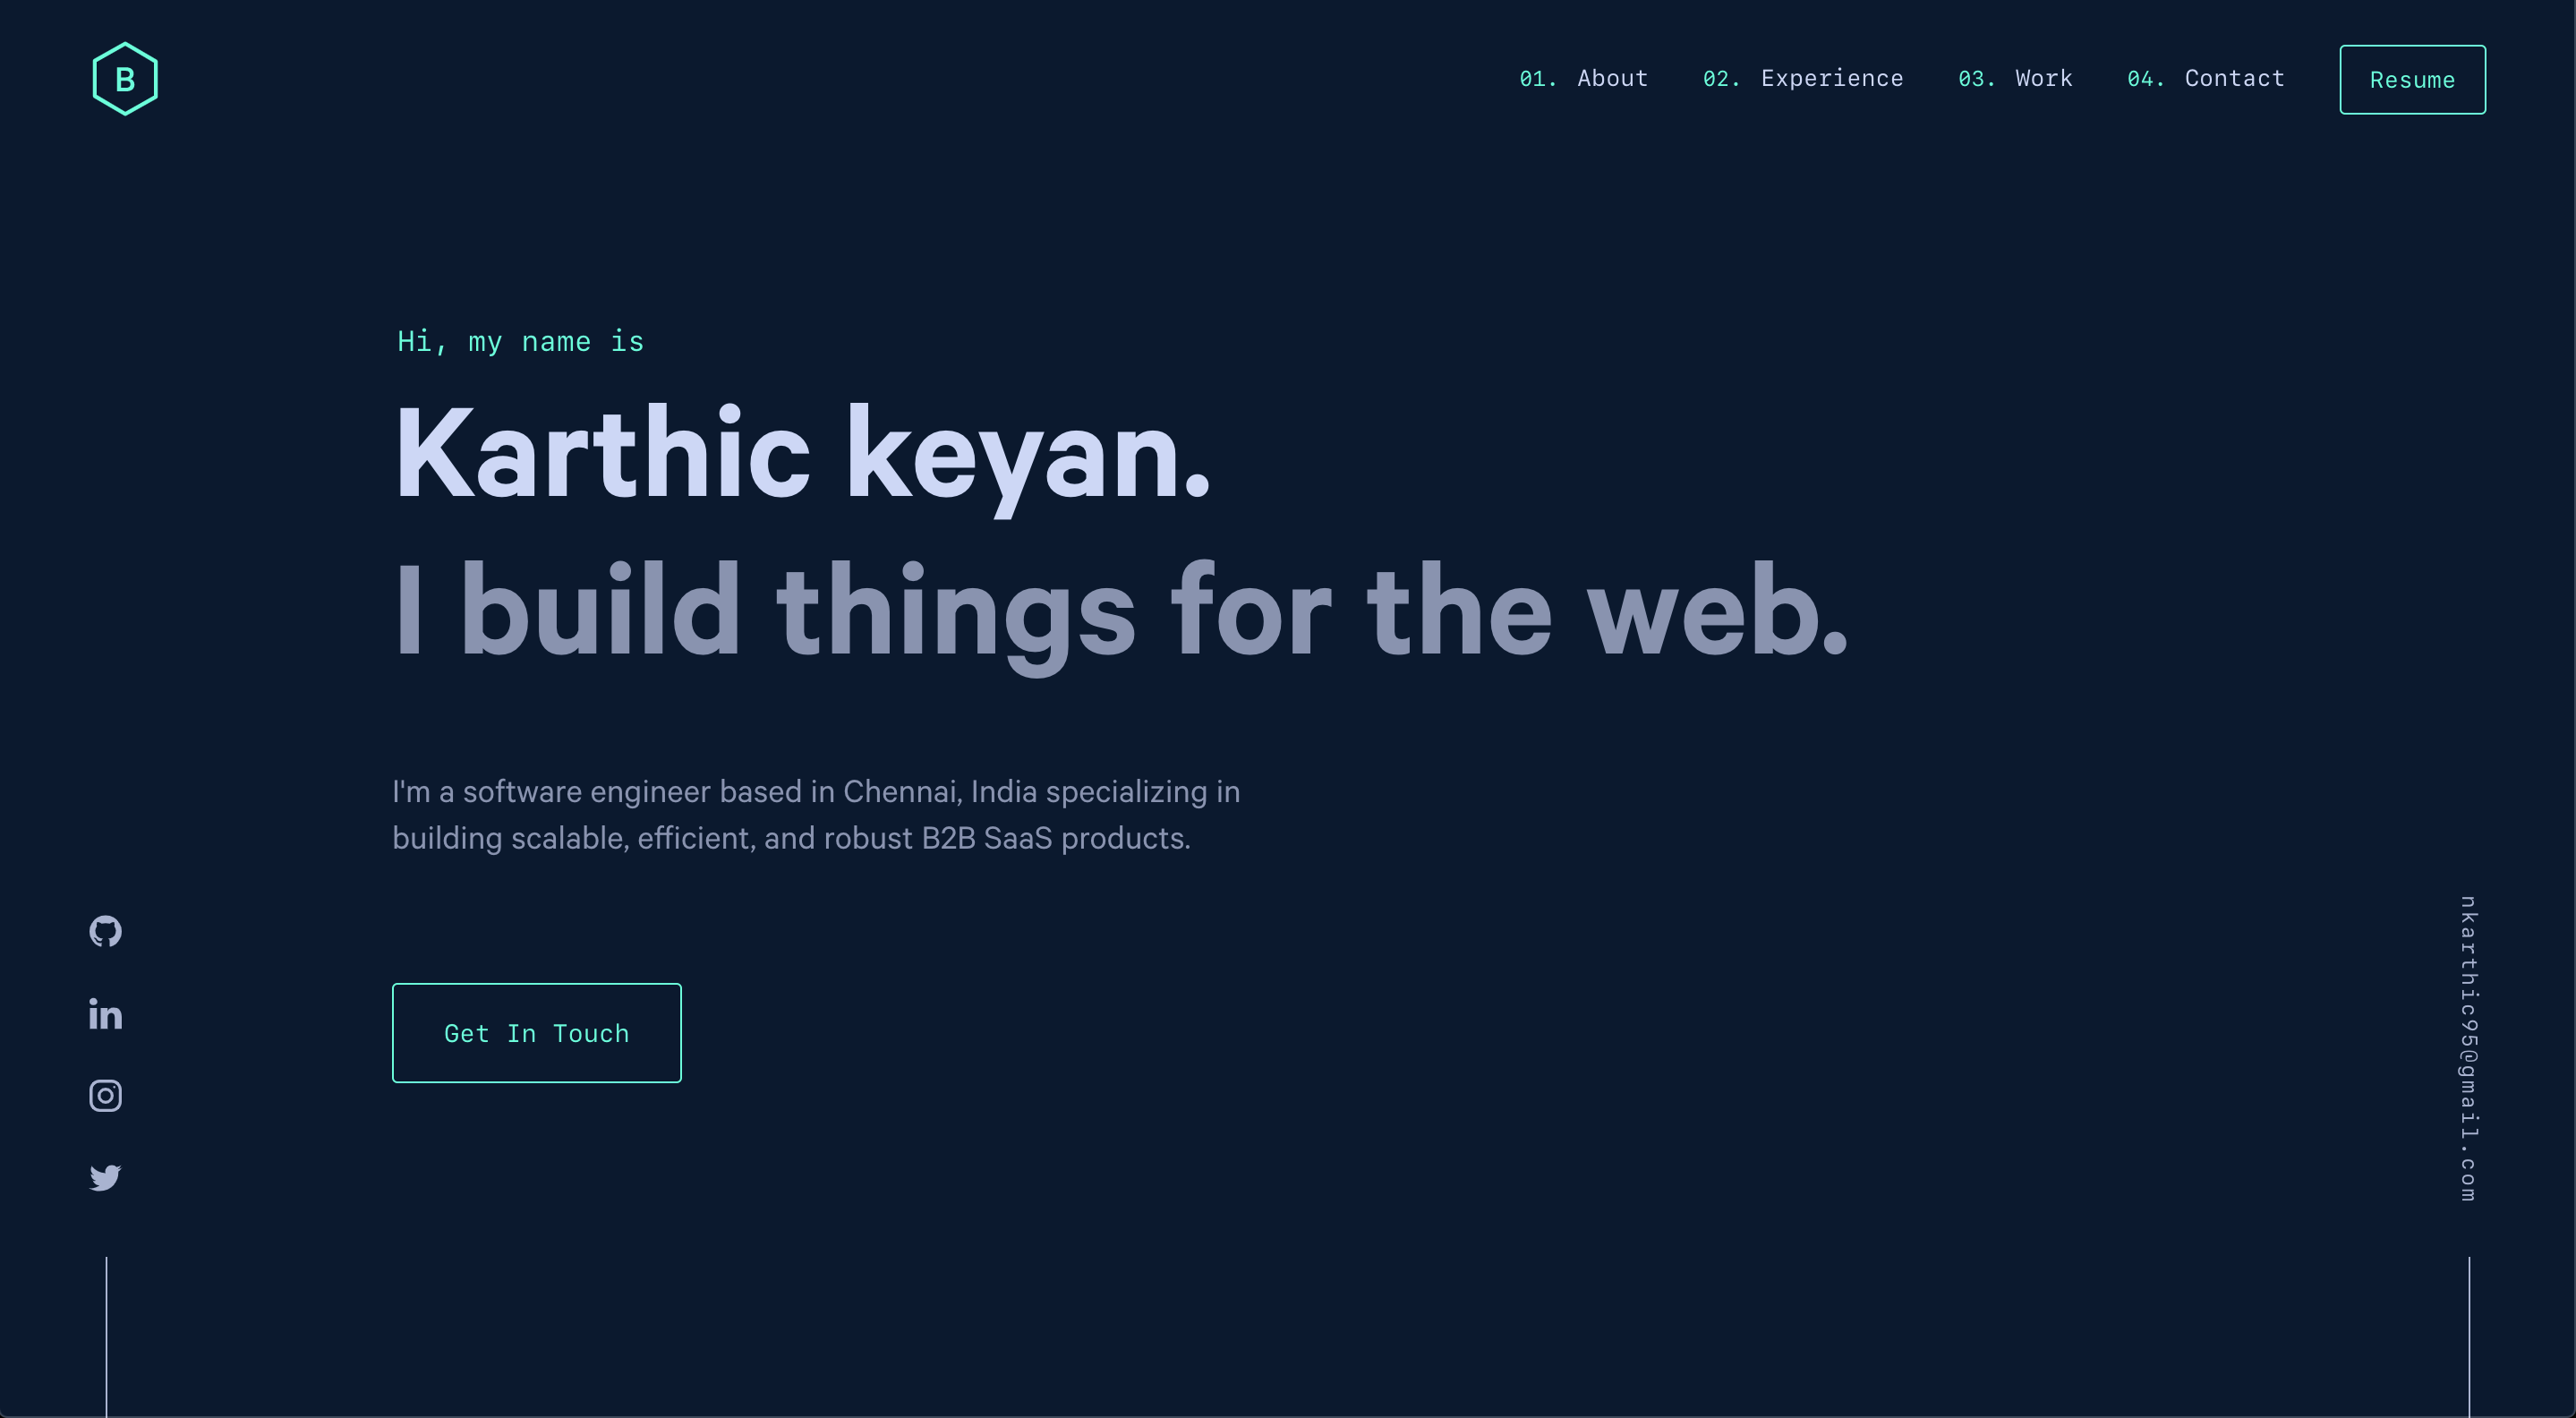 B
01. About 02. Experience 03. Work 04. Contact Resume
Hi, my name is
Karthic keyan.
I build things for the web.
I'm a software engineer based in Chennai, India specializing in
building scalable, efficient, and robust B2B SaaS products.
in
Get In Touch
nkarthic95@gmail.com